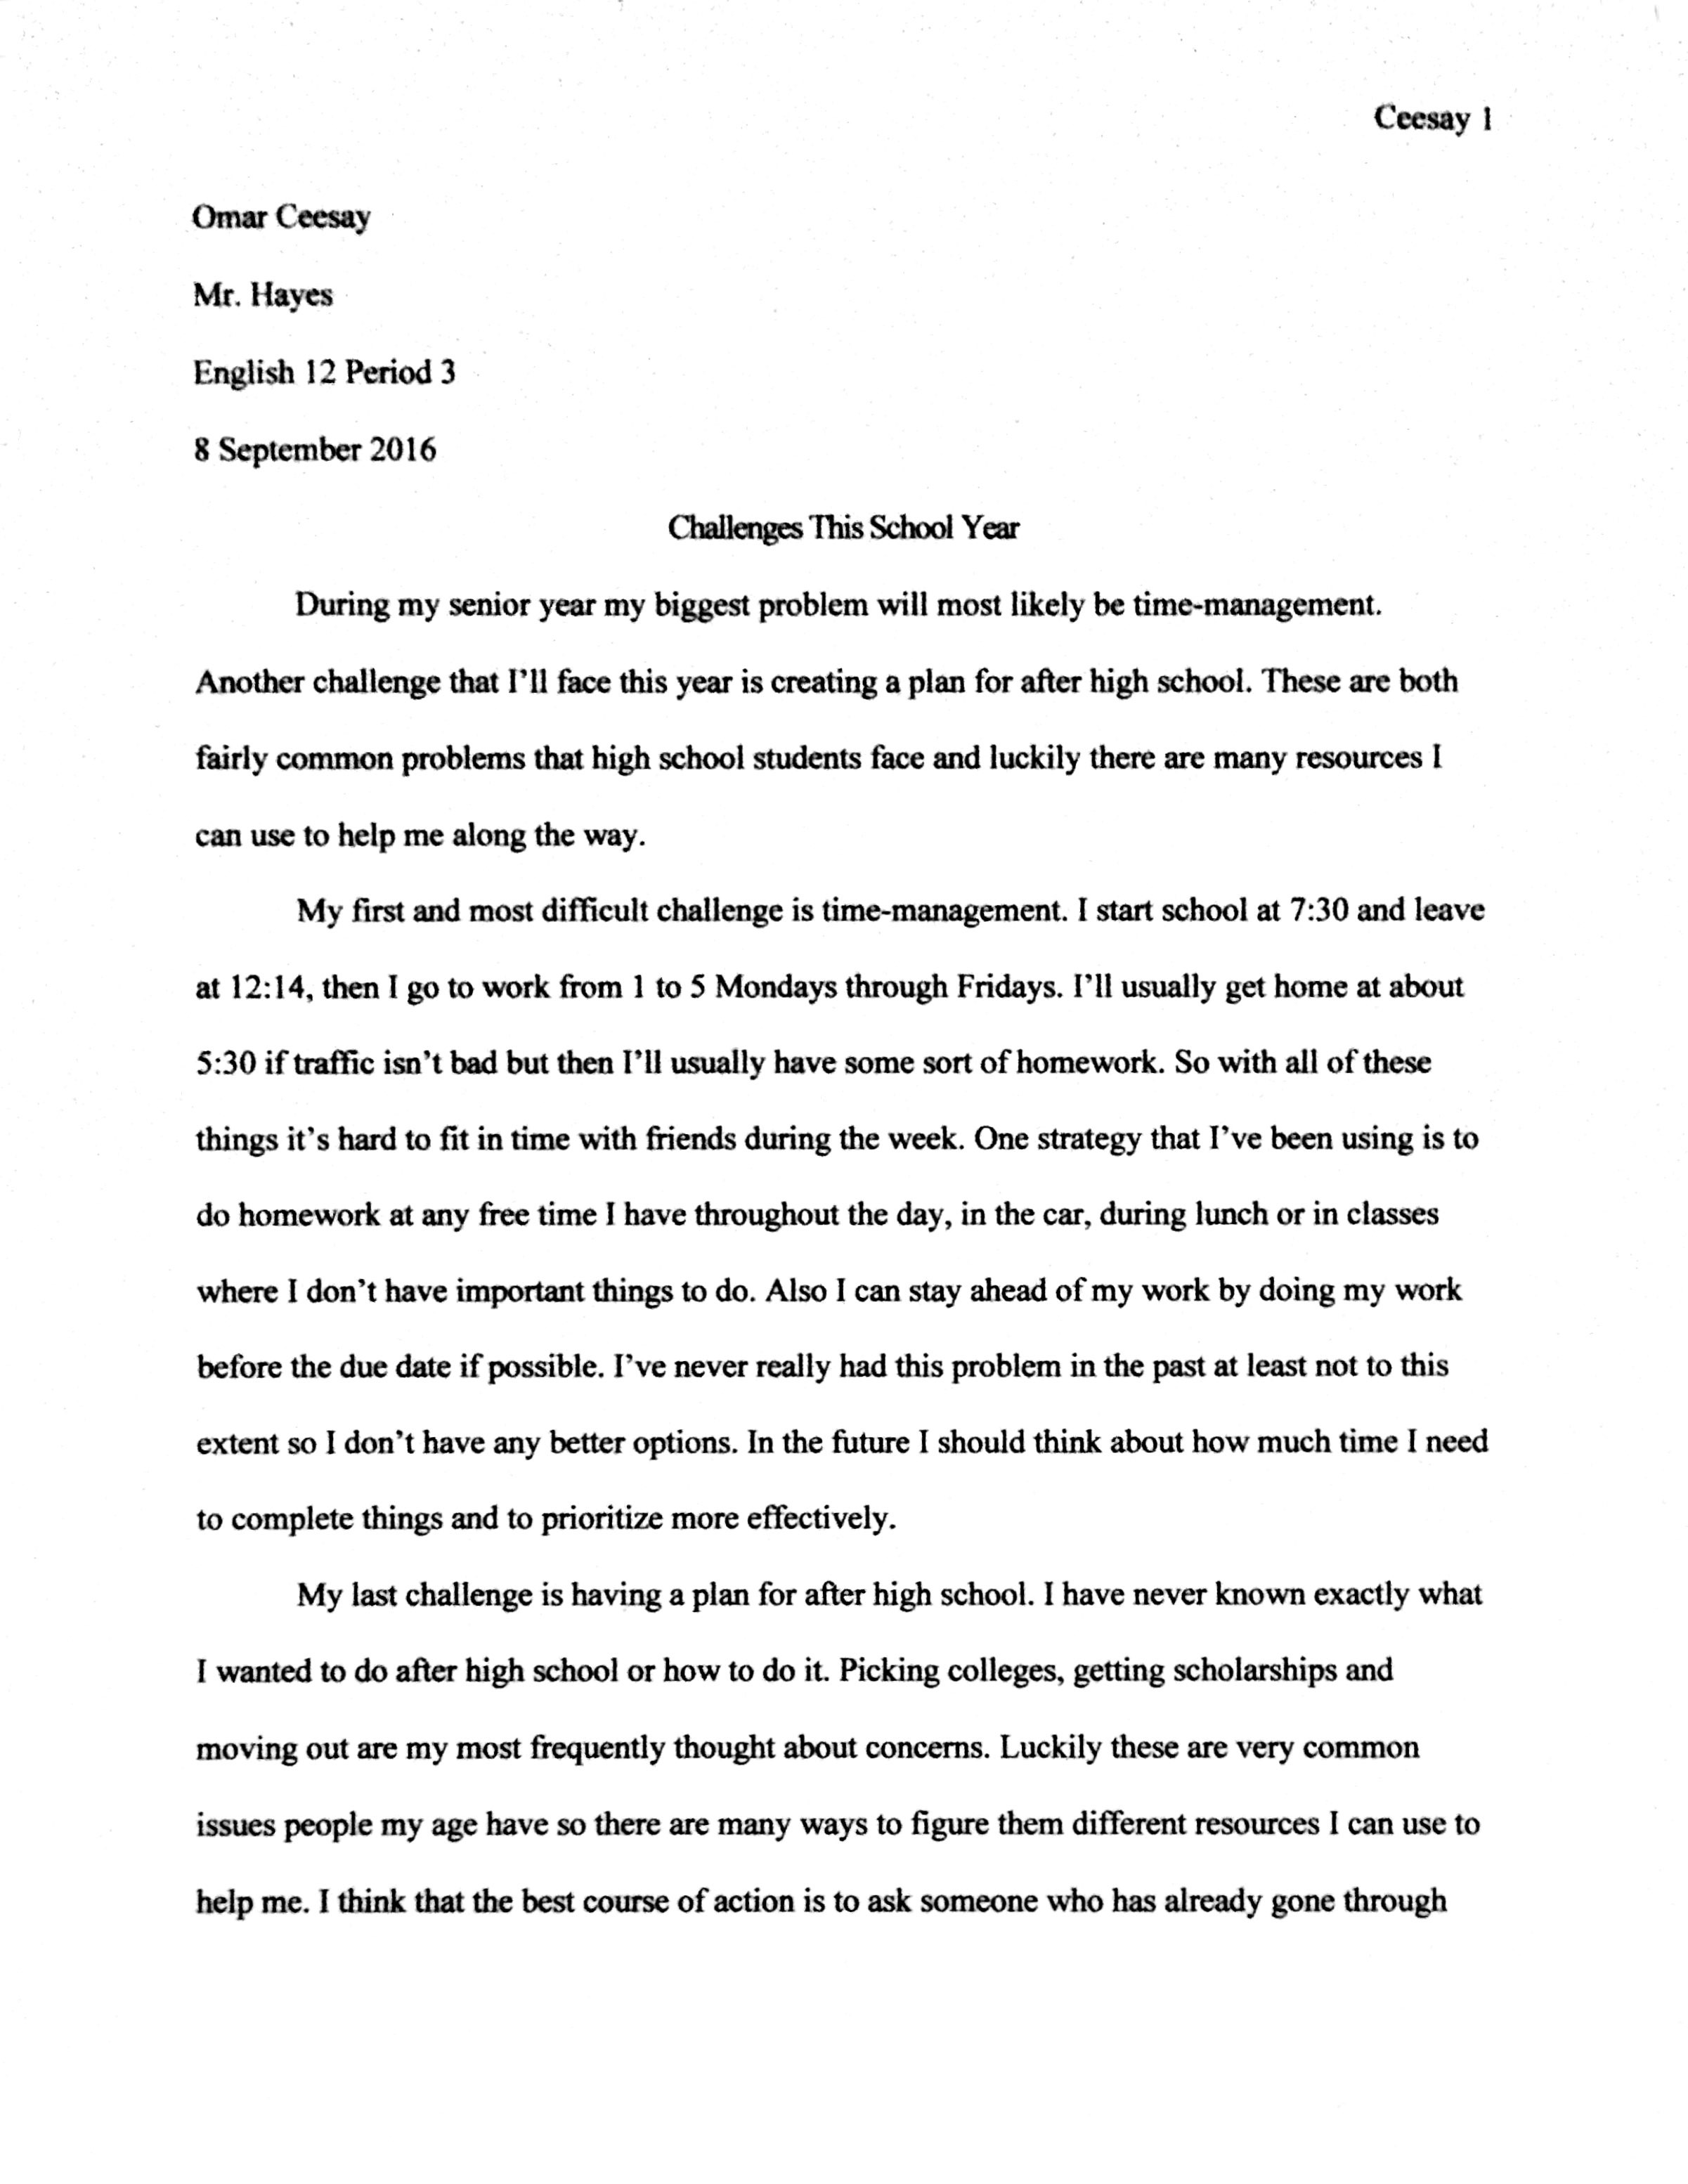 Ceesay 1
Omar Ceesay
Mr. Hayes
English 12 Period 3
8 September 2016
Challenges This School Year
During my senior year my biggest problem will most likely be time-management.
Another challenge that I'll face this year is creating a plan for after high school. These are both
fairly common problems that high school students face and luckily there are many resources I
can use to help me along the way.
My first and most difficult challenge is time-management. I start school at 7:30 and leave
at 12:14, then I go to work from 1 to 5 Mondays through Fridays. I'll usually get home at about
5:30 if traffic isn't bad but then I'll usually have some sort of homework. So with all of these
things it's hard to fit in time with friends during the week. One strategy that I've been using is to
do homework at any free time I have throughout the day, in the car, during lunch or in classes
where I don't have important things to do. Also I can stay ahead of my work by doing my work
before the due date if possible. I've never really had this problem in the past at least not to this
extent so I don't have any better options. In the future I should think about how much time I need
to complete things and to prioritize more effectively.
My last challenge is having a plan for after high school. I have never known exactly what
I wanted to do after high school or how to do it. Picking colleges, getting scholarships and
moving out are my most frequently thought about concerns. Luckily these are very common
issues people my age have so there are many ways to figure them different resources I can use to
help me. I think that the best course of action is to ask someone who has already gone through